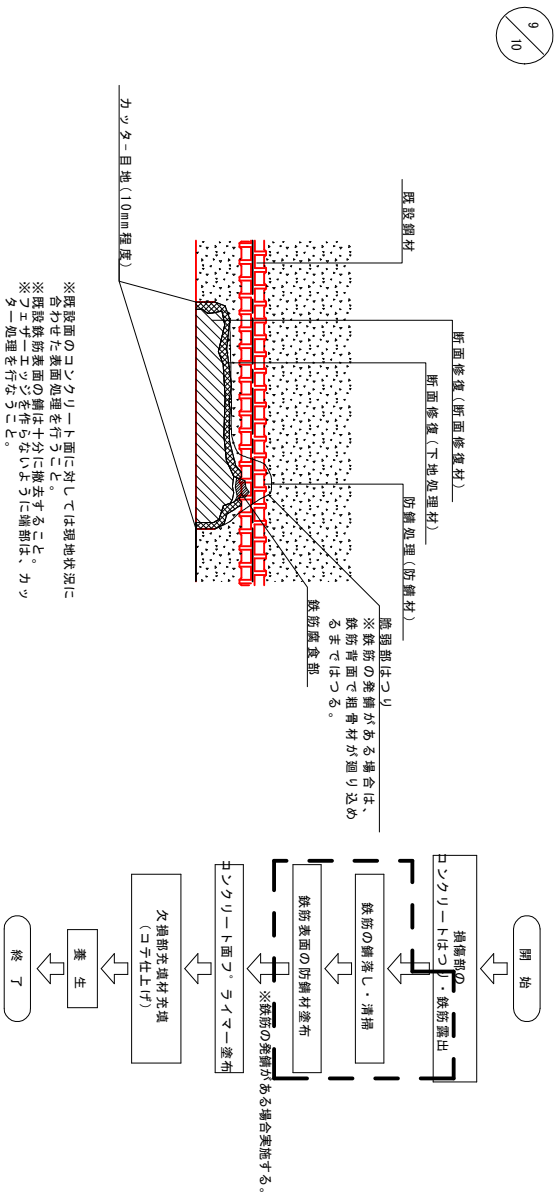 9
10
既設鋼材
断面修復(断面修復材)
断面修復(下地処理材)
防錆処理(防錆材)
脆弱部はつり
※鉄筋の発錆がある場合は、
鉄筋背面で粗骨材が廻り込め
るまではつる。
鉄筋腐食部
カッター目地(10mm程度)
※既設面のコンクリート面に対しては現地状況に
合わせた表面処理を行うこと。
※既設鉄筋表面の錆は十分に撤去すること。
※フェザーエッジを作らないように端部は、カッ
ター処理を行なうこと。
開始
損傷部の
コンクリートはつり・鉄筋露出
鉄筋の錆落し・清掃
鉄筋表面の防錆材塗布
※鉄筋の発錆がある場合実施する。
コンクリート面プライマー塗布
欠損部充填材充填
(コテ仕上げ)
養生
終了